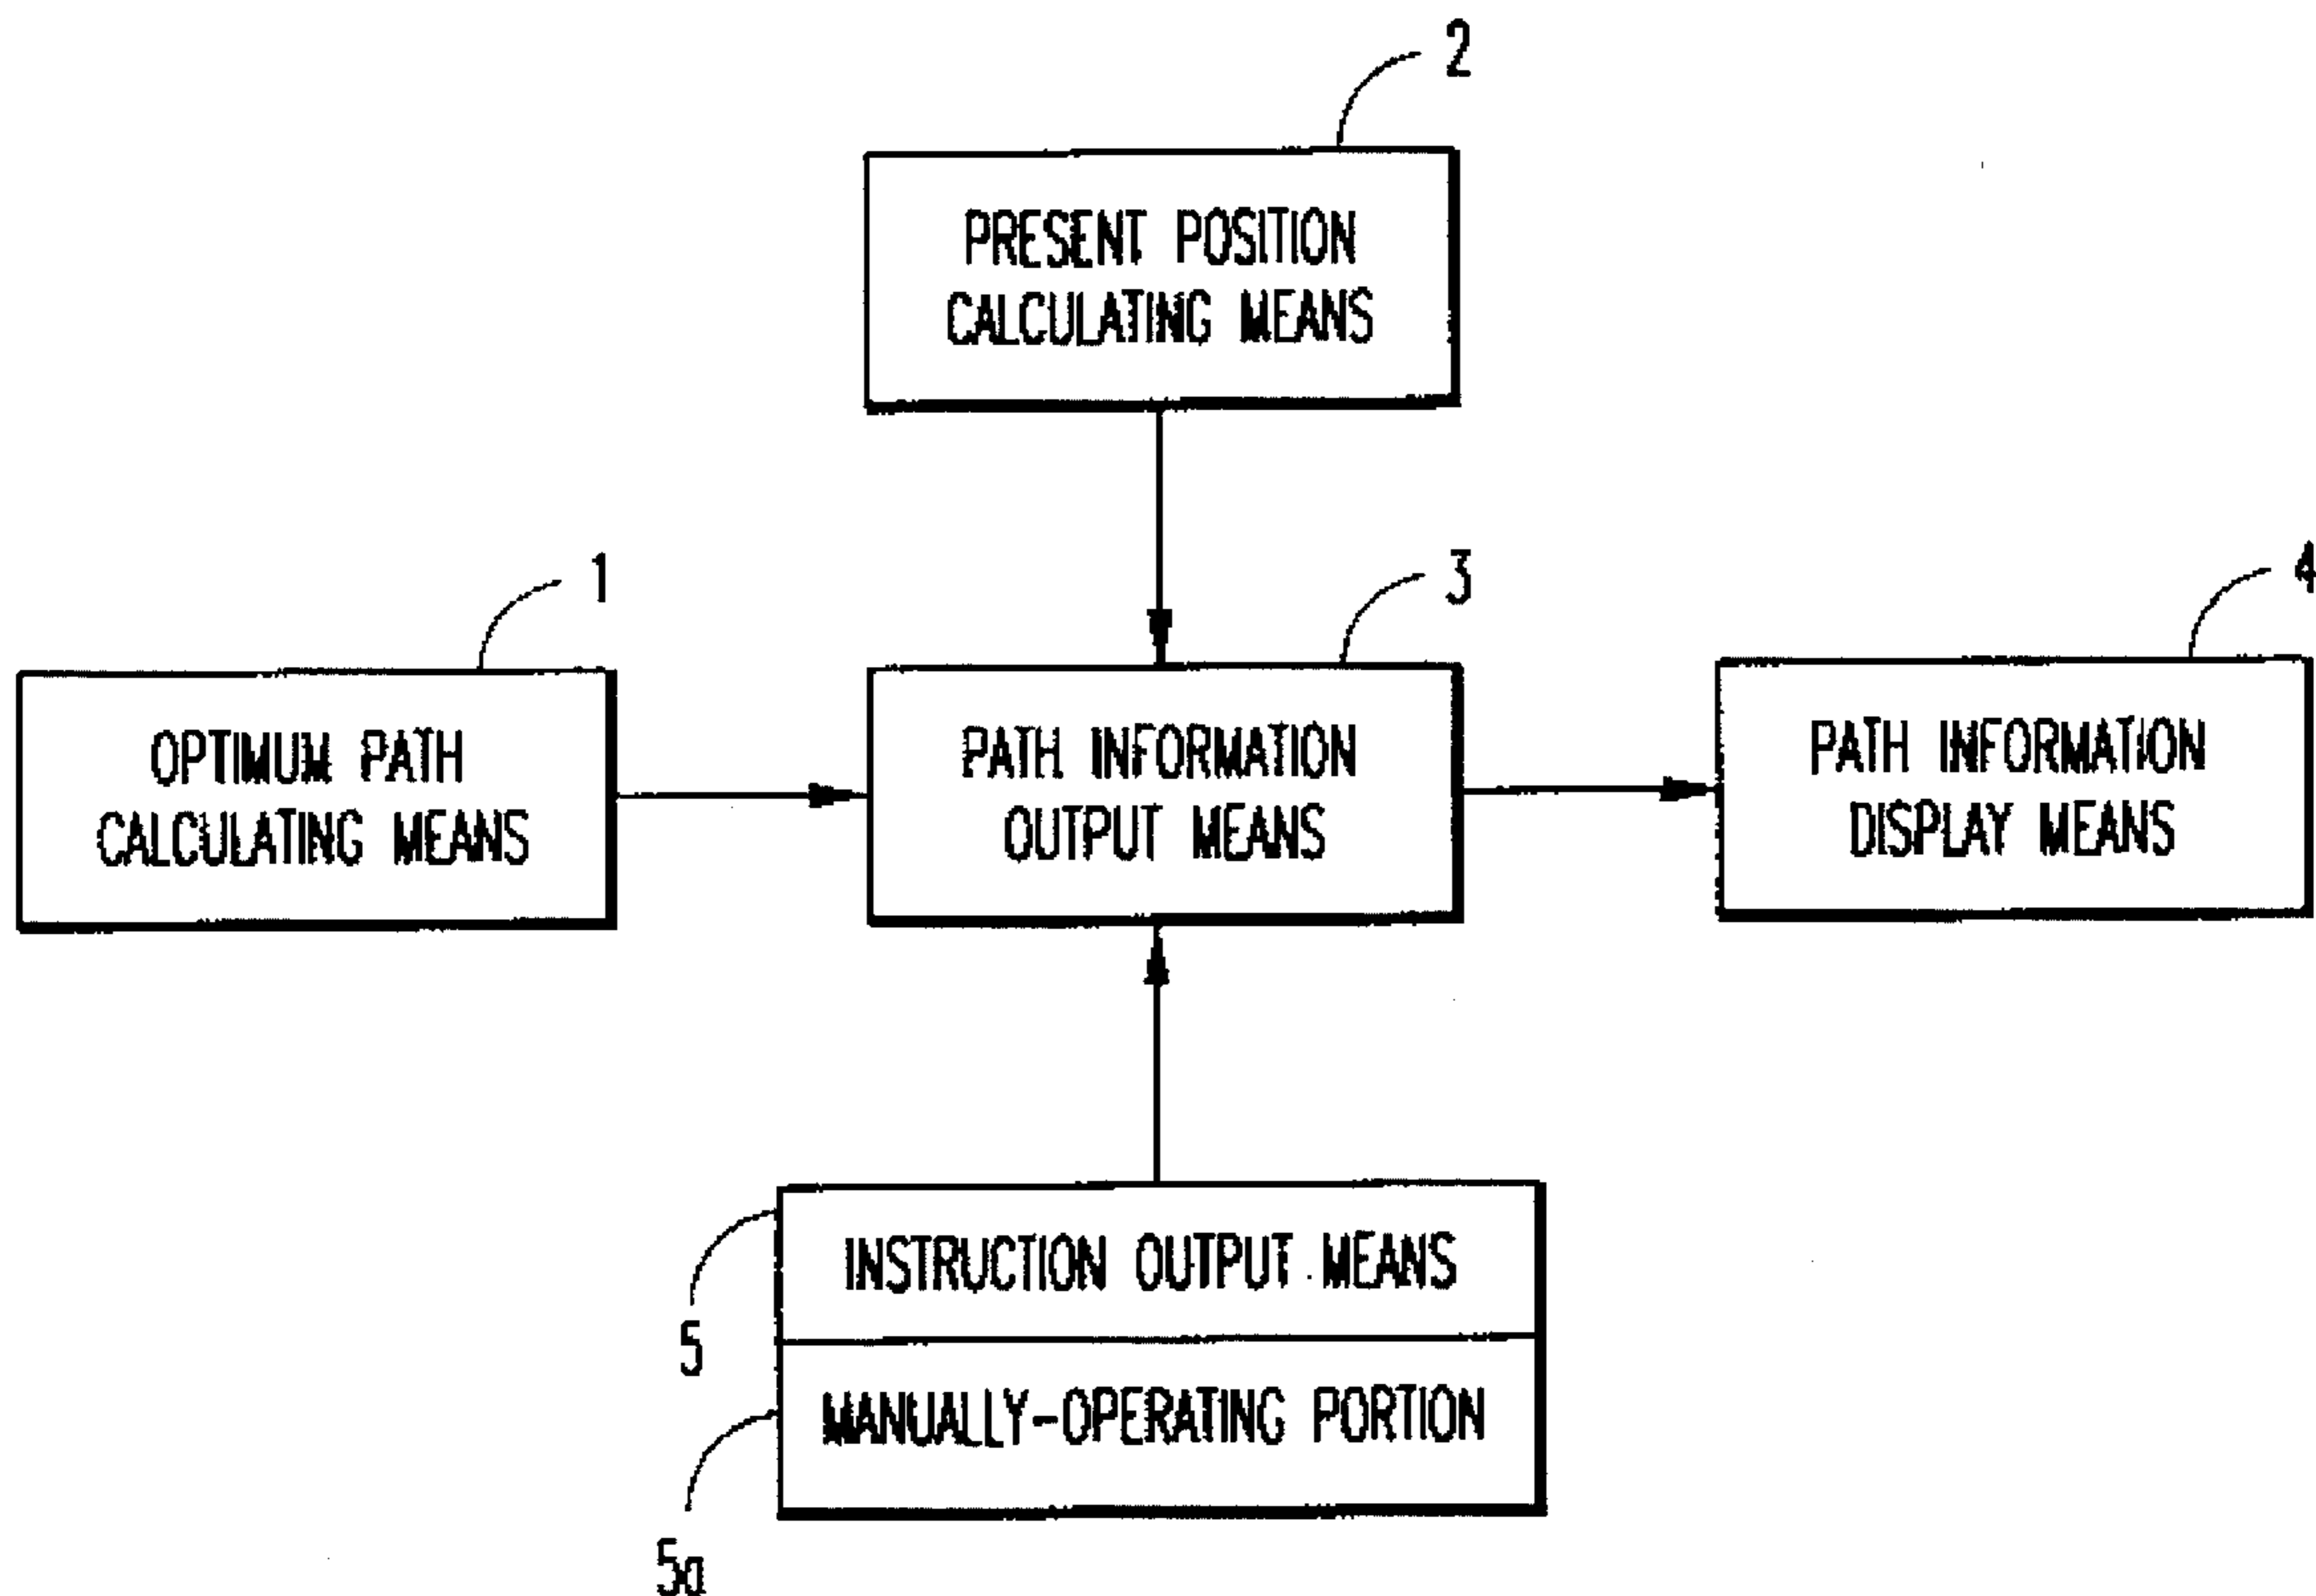 2
PRESENT POSITION
CALCULATING MEANS
1
3
4
OPTIMUM PATH
CALCULATING MEANS
PATH INFORMATION
OUTPUT MEANS
PATH INFORMATION
DISPLAY MEANS
INSTRUCTION OUTPUT MEANS
5
MANUALLY-OPERATING PORTION
5a